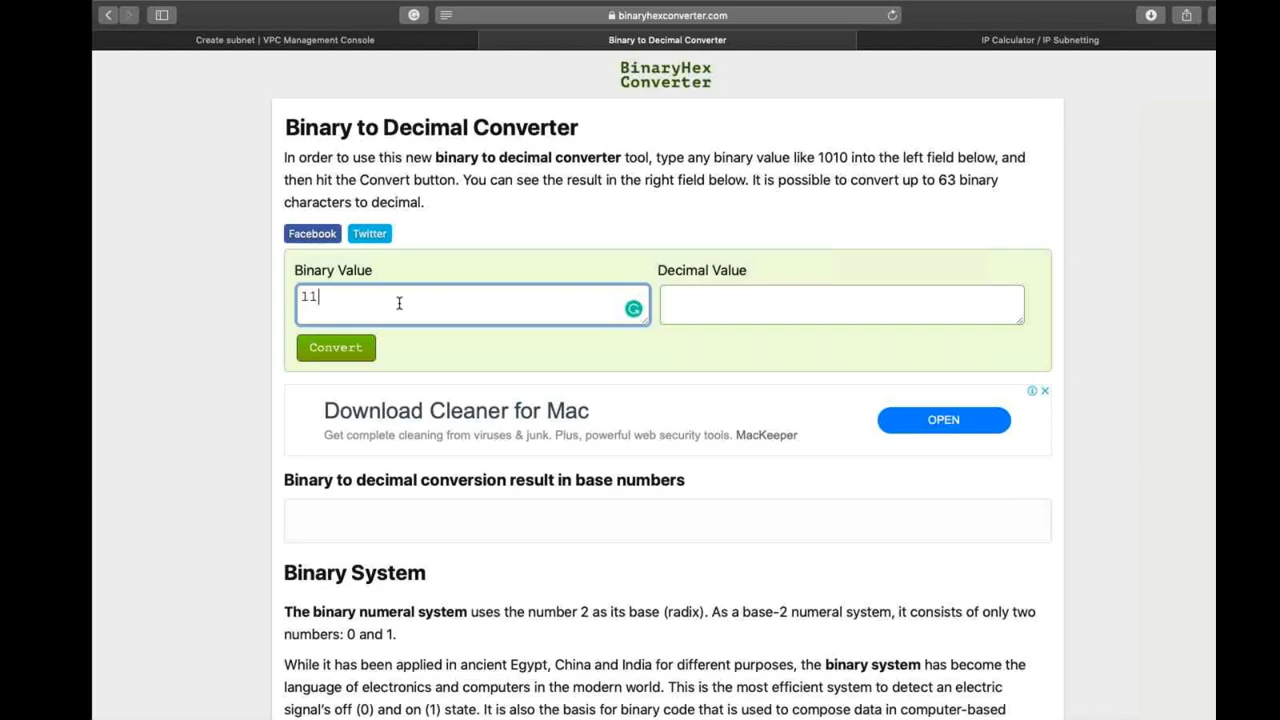 binaryhexconverter.com
Create subnet | VPC Management Console
Binary to Decimal Converter
IP Calculator / IP Subnetting
BinaryHex
Converter
Binary to Decimal Converter
In order to use this new binary to decimal converter tool, type any binary value like 1010 into the left field below, and
then hit the Convert button. You can see the result in the right field below. It is possible to convert up to 63 binary
characters to decimal.
Facebook Twitter
Binary Value Decimal Value
11
Convert
Download Cleaner for Mac
Get complete cleaning from viruses & junk. Plus, powerful web security tools. MacKeeper
OPEN
Binary to decimal conversion result in base numbers
Binary System
The binary numeral system uses the number 2 as its base (radix). As a base-2 numeral system, it consists of only two
numbers: 0 and 1.
While it has been applied in ancient Egypt, China and India for different purposes, the binary system has become the
language of electronics and computers in the modern world. This is the most efficient system to detect an electric
signal's off (0) and on (1) state. It is also the basis for binary code that is used to compose data in computer-based